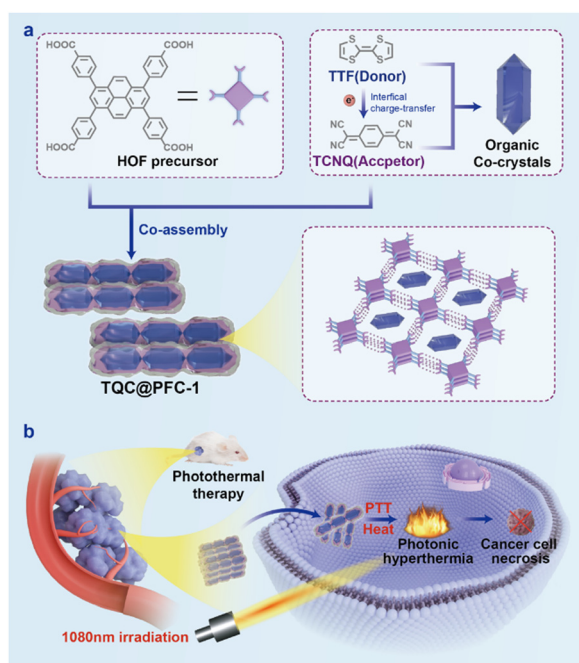 a
HOOC
COOH
HOOC
COOH
HOF precursor
S
S
S
S
TTF(Donor)
e⁻
Interfical
charge-transfer
NC
CN
NC
CN
TCNQ(Accpetor)
Organic
Co-crystals
Co-assembly
TQC@PFC-1
b
Photothermal
therapy
PTT
Heat
Photonic
hyperthermia
Cancer cell
necrosis
1080nm irradiation